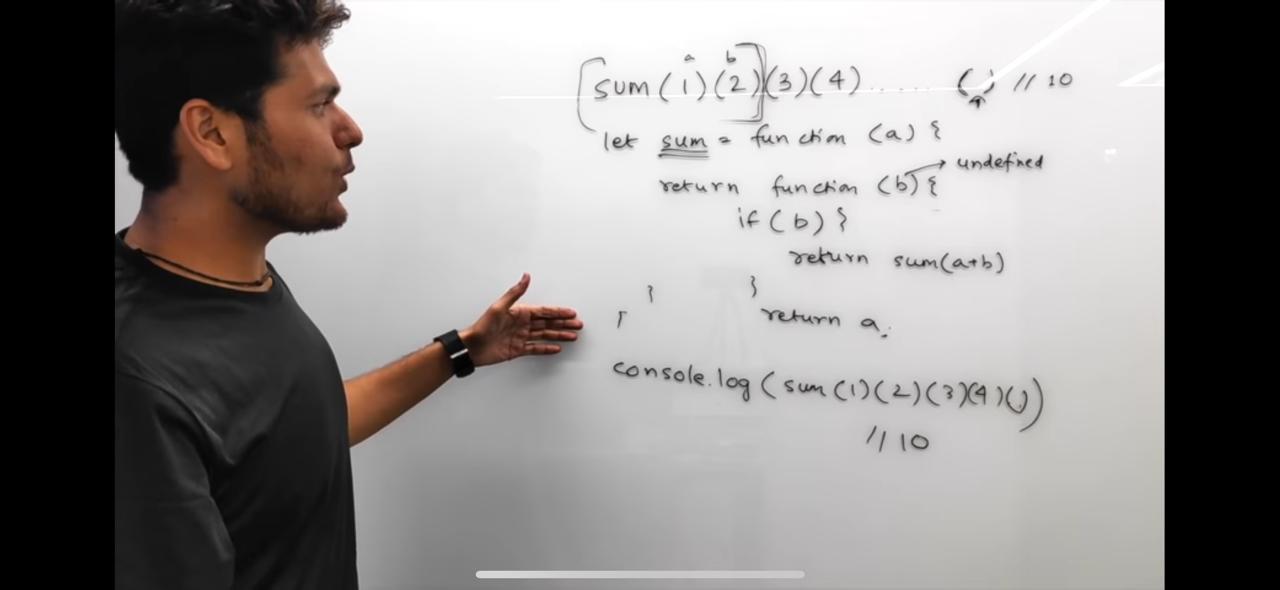 a b
sum(1)(2)(3)(4)...... () // 10
let sum = function (a) {
undefined
return function (b) {
if (b) {
return sum(a+b)
}
}
return a;
console.log(sum(1)(2)(3)(4)())
// 10